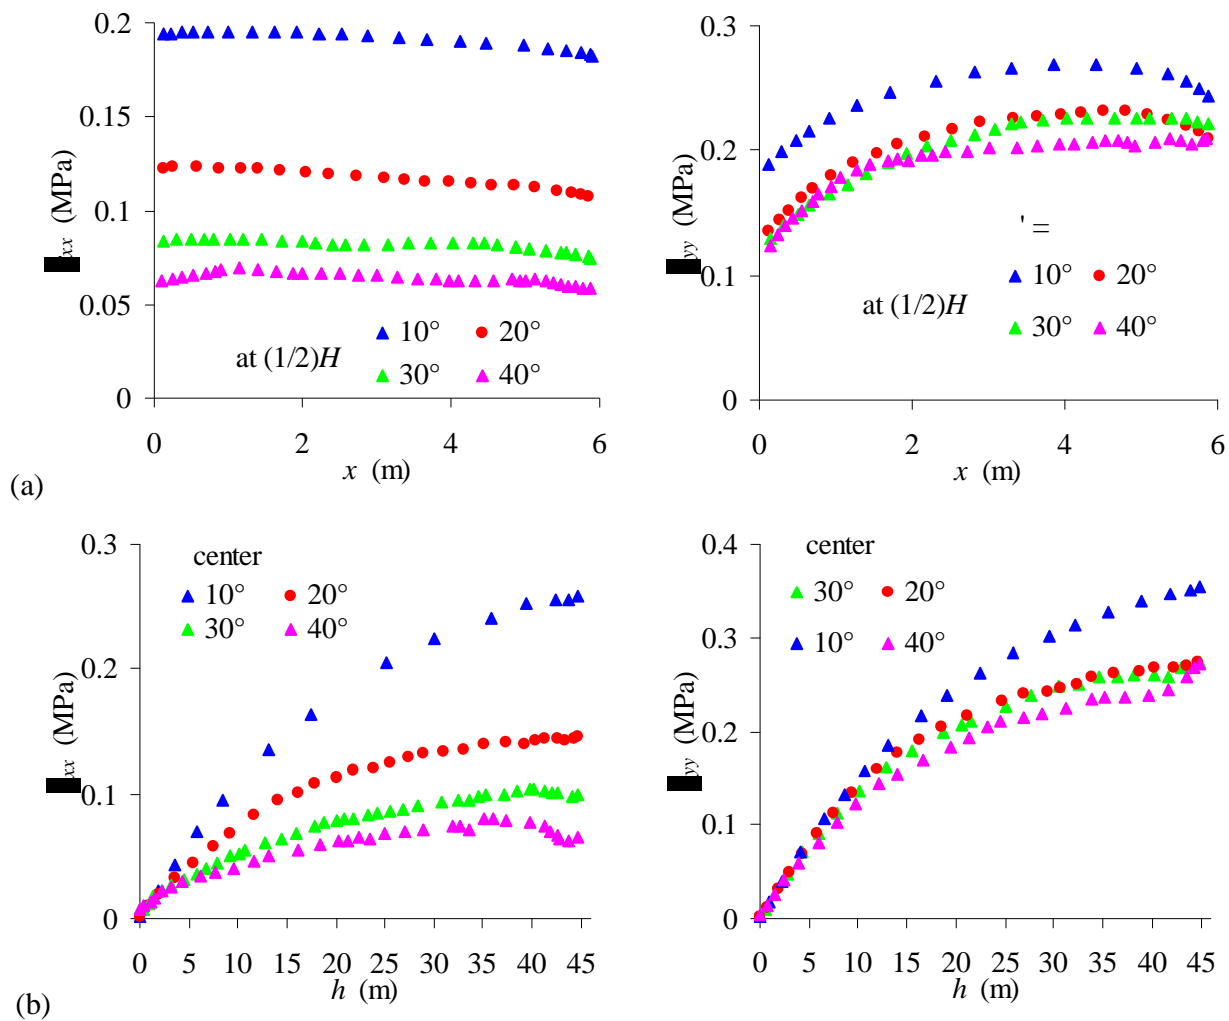 0.2
0.15
0.1
0.05
0
xx (MPa)
at (1/2)H
10° 20°
30° 40°
0 2 4 6
x (m)
0.3
0.2
0.1
0
yy (MPa)
' =
10° 20°
at (1/2)H
30° 40°
0 2 4 6
x (m)
(a)
0.3
0.2
0.1
0
xx (MPa)
center
10° 20°
30° 40°
0 5 10 15 20 25 30 35 40 45
h (m)
0.4
0.3
0.2
0.1
0
yy (MPa)
center
30° 20°
10° 40°
0 5 10 15 20 25 30 35 40 45
h (m)
(b)